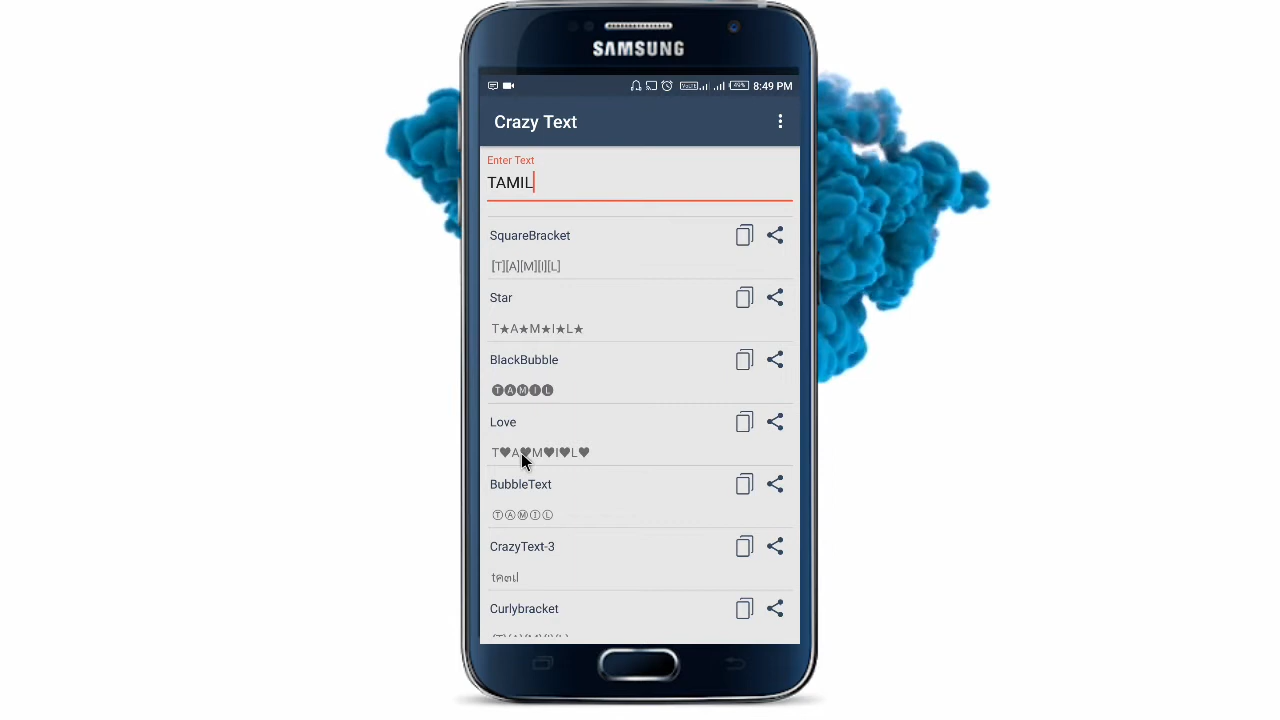 SAMSUNG
8:49 PM
Crazy Text
Enter Text
TAMIL
SquareBracket
[T][A][M][I][L]
Star
T★A★M★I★L★
BlackBubble
🅣🅐🅜🅘🅛
Love
T♥A♥M♥I♥L♥
BubbleText
ⓉⒶⓂⒾⓁ
CrazyText-3
Curlybracket